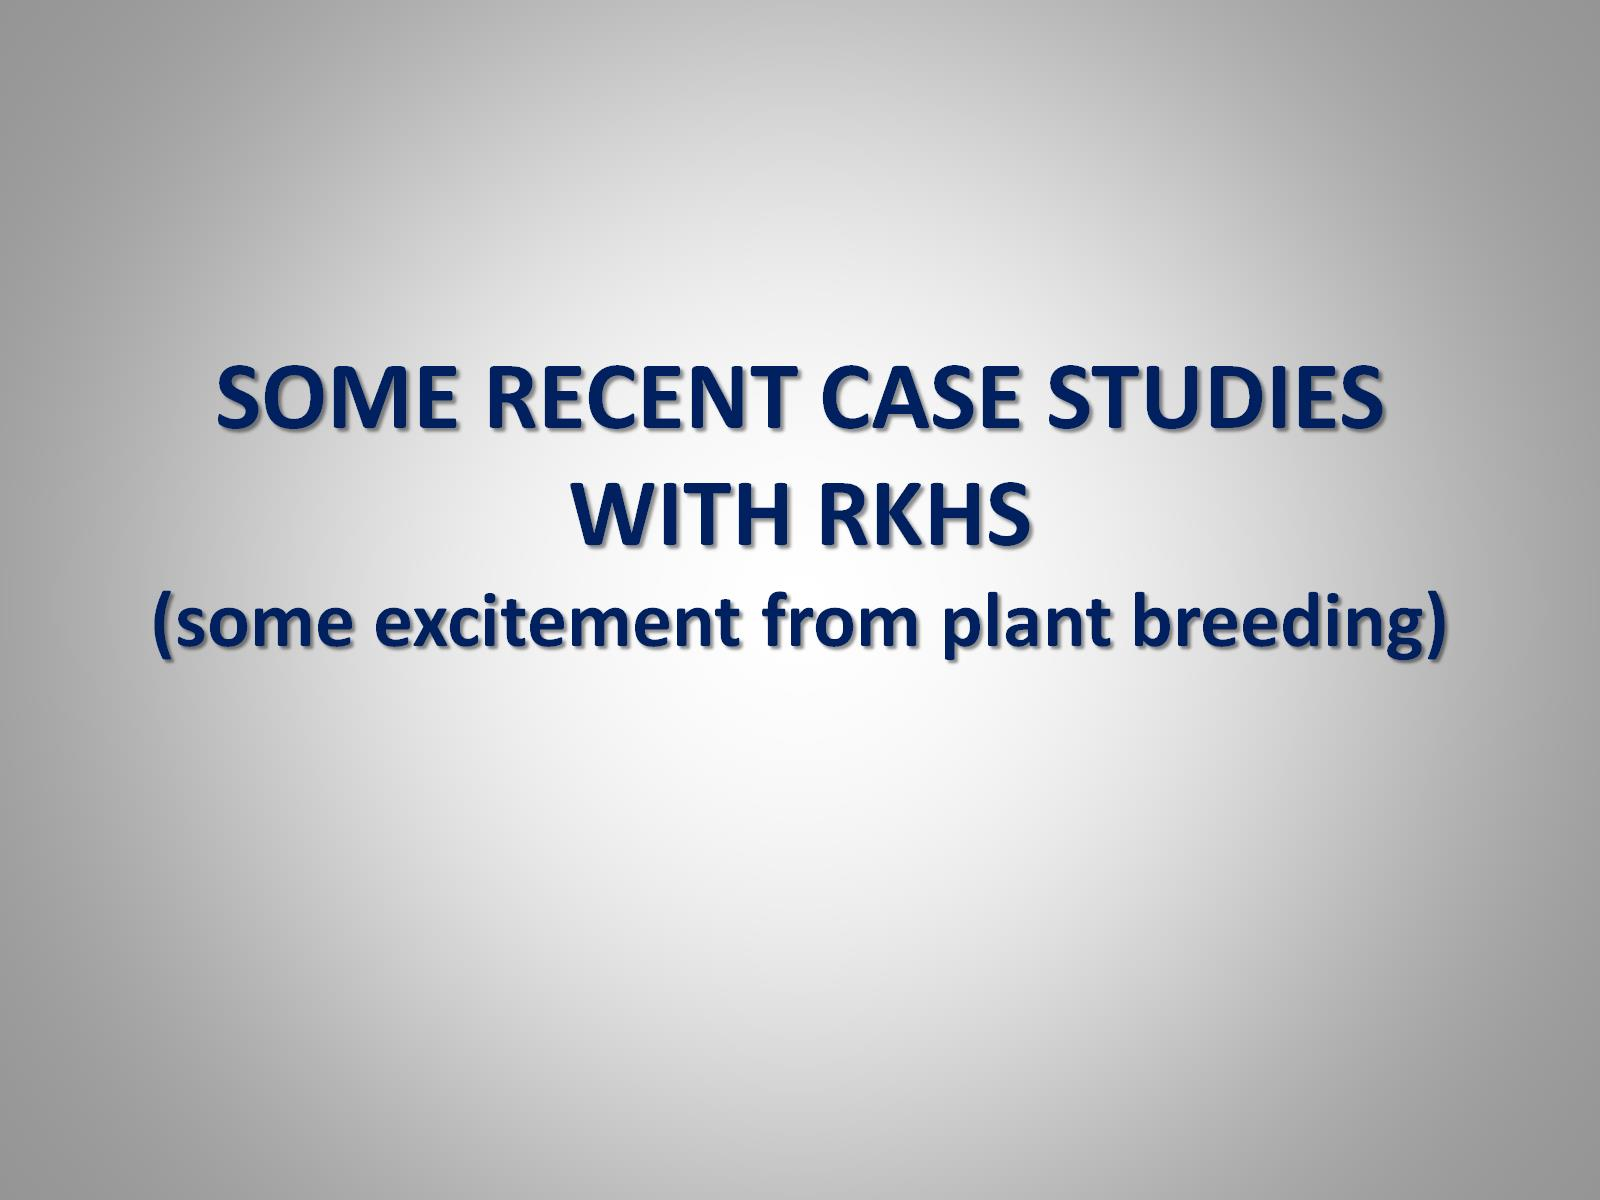 SOME RECENT CASE STUDIES
WITH RKHS
(some excitement from plant breeding)